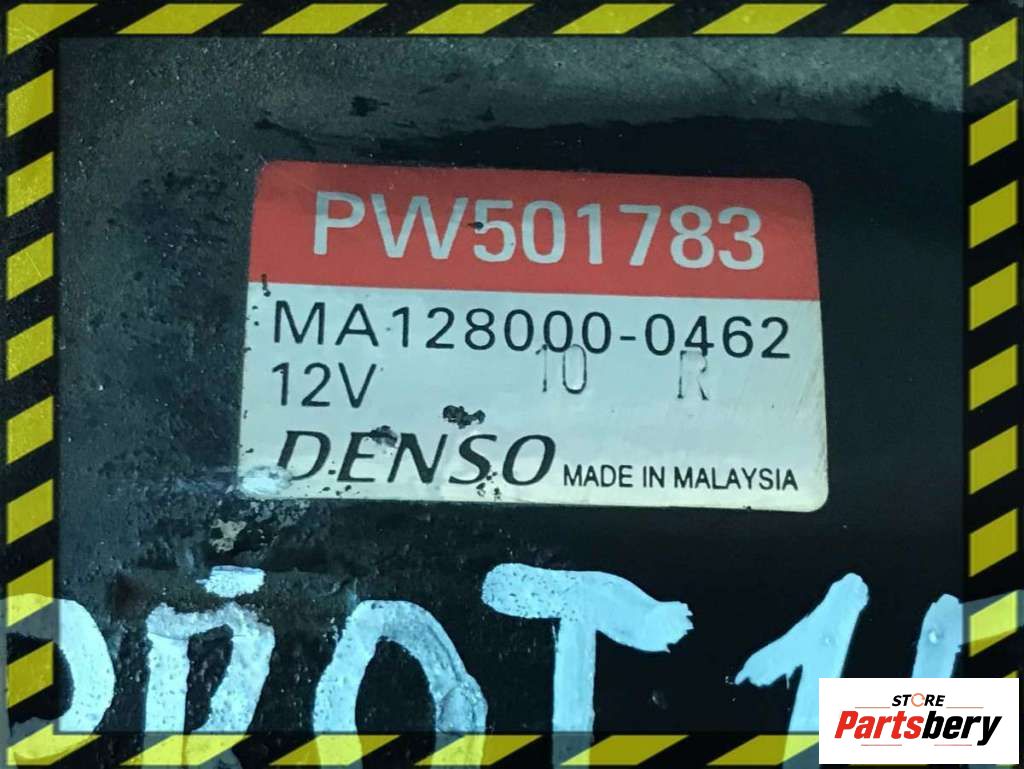 PW501783
MA128000-0462
12V 10 R
DENSO MADE IN MALAYSIA
STORE
Partsbery